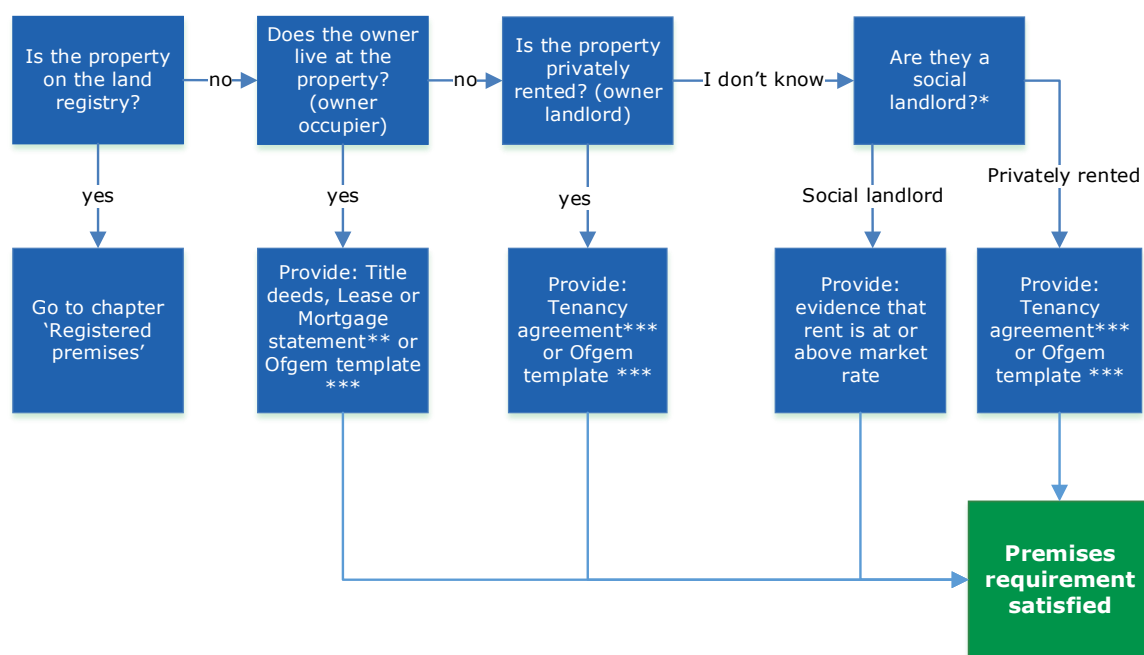 Is the property
on the land
registry?
no
Does the owner
live at the
property?
(owner
occupier)
no
Is the property
privately
rented? (owner
landlord)
I don’t know
Are they a
social
landlord?*
yes
yes
yes
Social landlord
Privately rented
Go to chapter
‘Registered
premises’
Provide: Title
deeds, Lease or
Mortgage
statement** or
Ofgem template
***
Provide:
Tenancy
agreement***
or Ofgem
template ***
Provide:
evidence that
rent is at or
above market
rate
Provide:
Tenancy
agreement***
or Ofgem
template ***
Premises
requirement
satisfied